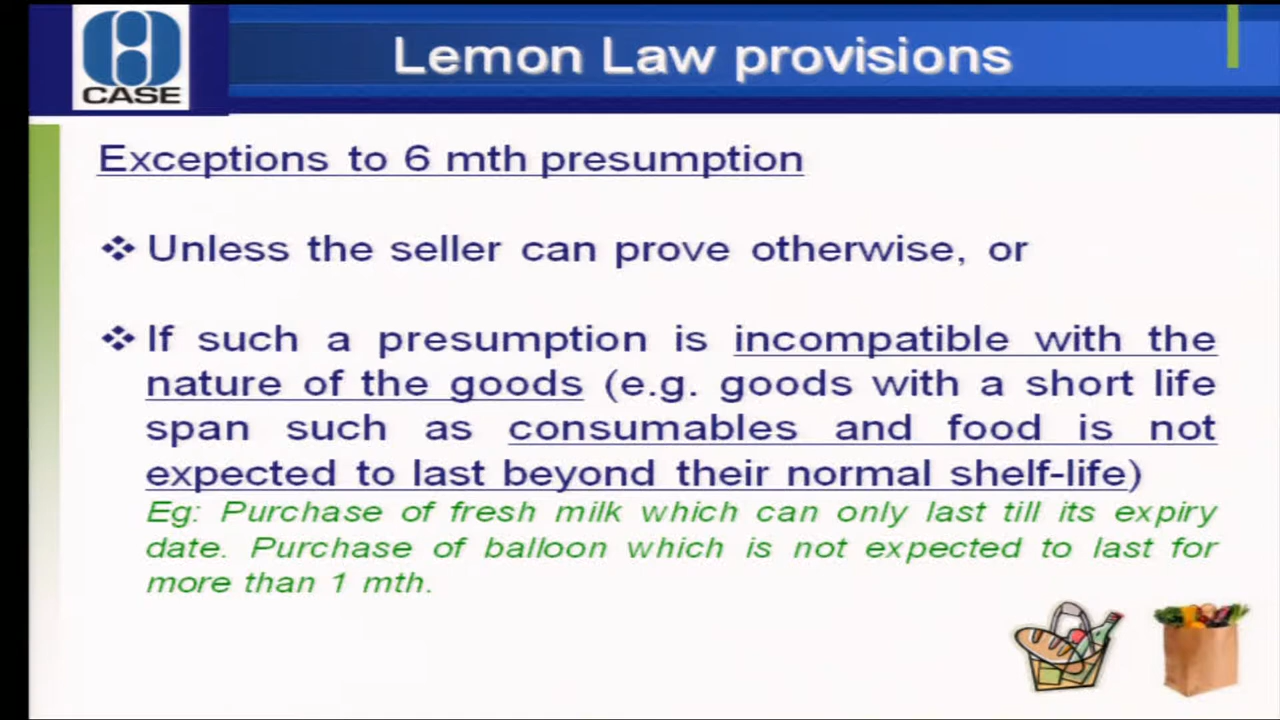 CASE
Lemon Law provisions
Exceptions to 6 mth presumption
❖ Unless the seller can prove otherwise, or
❖ If such a presumption is incompatible with the
nature of the goods (e.g. goods with a short life
span such as consumables and food is not
expected to last beyond their normal shelf-life)
Eg: Purchase of fresh milk which can only last till its expiry
date. Purchase of balloon which is not expected to last for
more than 1 mth.